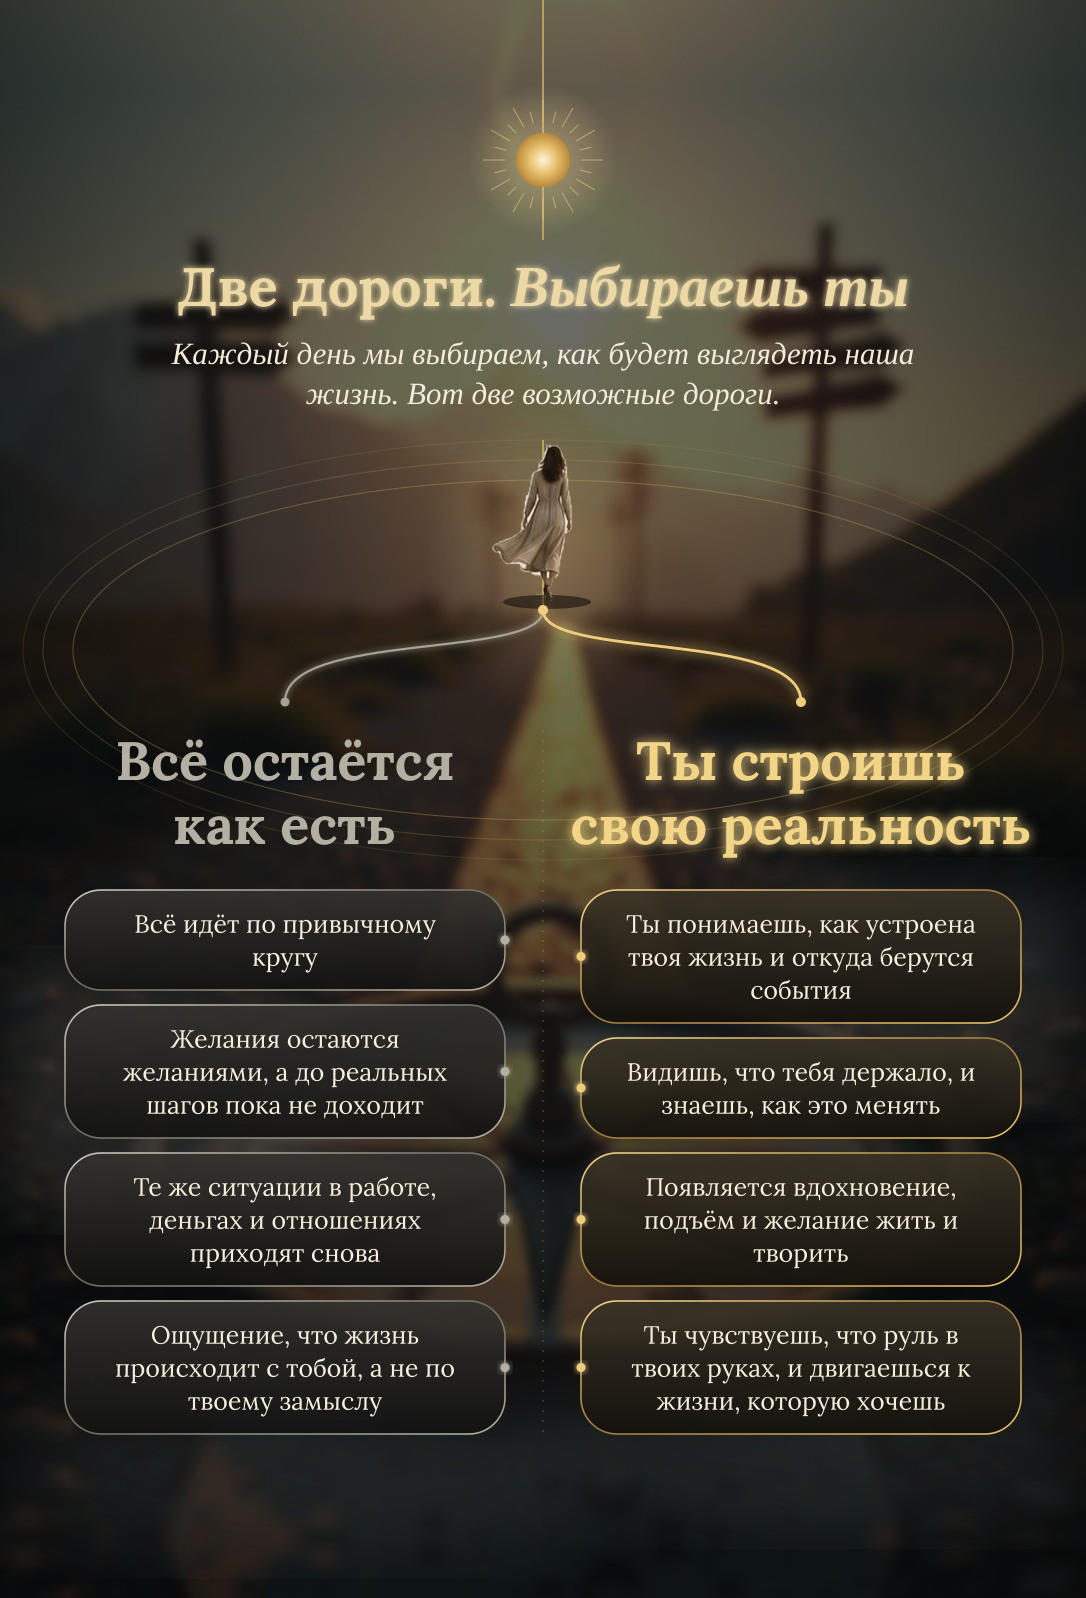 Две дороги. Выбираешь ты
Каждый день мы выбираем, как будет выглядеть наша
жизнь. Вот две возможные дороги.
Всё остаётся
как есть
Всё идёт по привычному
кругу
Желания остаются
желаниями, а до реальных
шагов пока не доходит
Те же ситуации в работе,
деньгах и отношениях
приходят снова
Ощущение, что жизнь
происходит с тобой, а не по
твоему замыслу
Ты строишь
свою реальность
Ты понимаешь, как устроена
твоя жизнь и откуда берутся
события
Видишь, что тебя держало, и
знаешь, как это менять
Появляется вдохновение,
подъём и желание жить и
творить
Ты чувствуешь, что руль в
твоих руках, и двигаешься к
жизни, которую хочешь